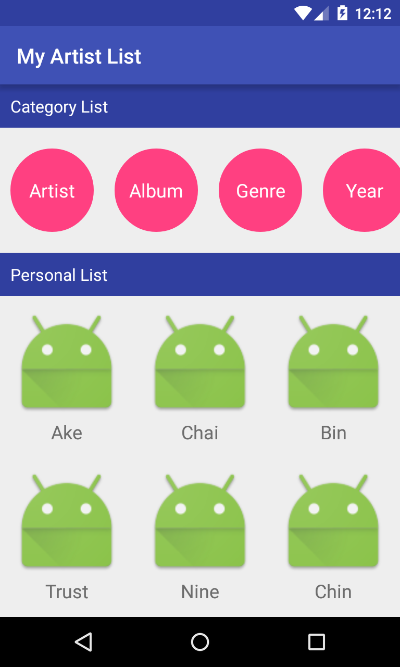 12:12
My Artist List
Category List
Artist Album Genre Year
Personal List
Ake Chai Bin
Trust Nine Chin